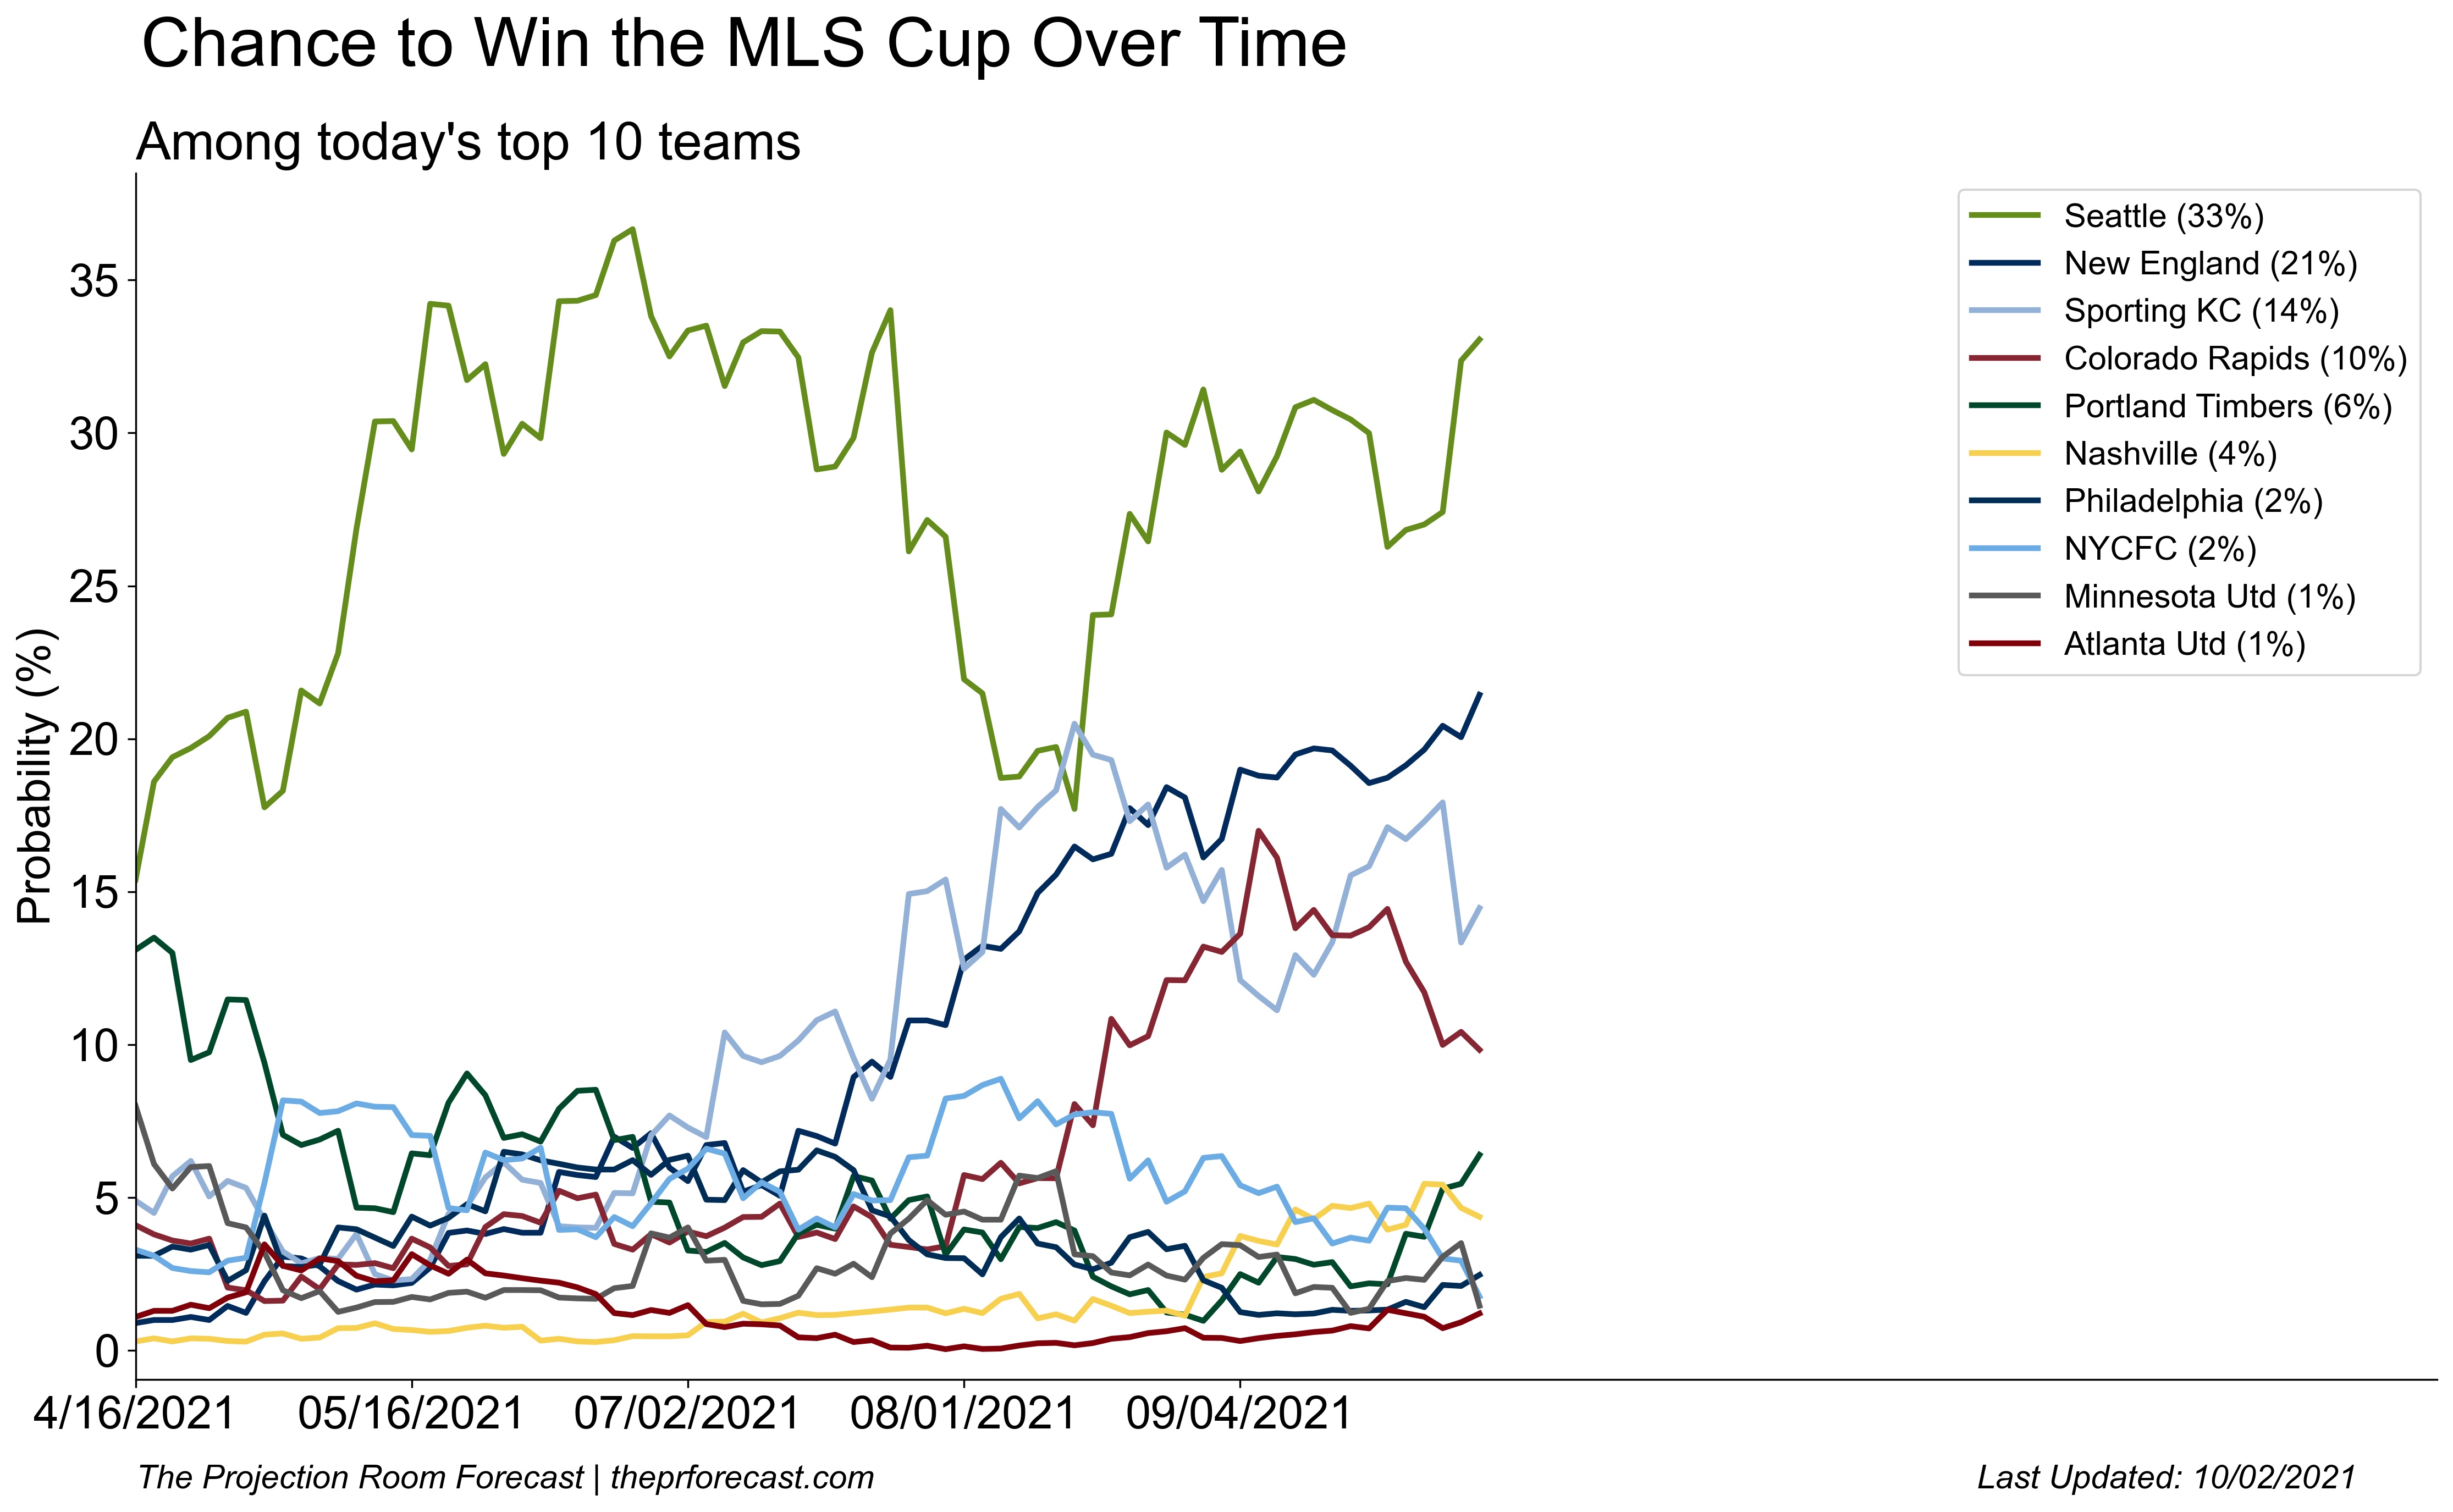 Chance to Win the MLS Cup Over Time
Among today's top 10 teams
Probability (%)
35
30
25
20
15
10
5
0
4/16/2021
05/16/2021
07/02/2021
08/01/2021
09/04/2021
Seattle (33%)
New England (21%)
Sporting KC (14%)
Colorado Rapids (10%)
Portland Timbers (6%)
Nashville (4%)
Philadelphia (2%)
NYCFC (2%)
Minnesota Utd (1%)
Atlanta Utd (1%)
The Projection Room Forecast | theprforecast.com
Last Updated: 10/02/2021